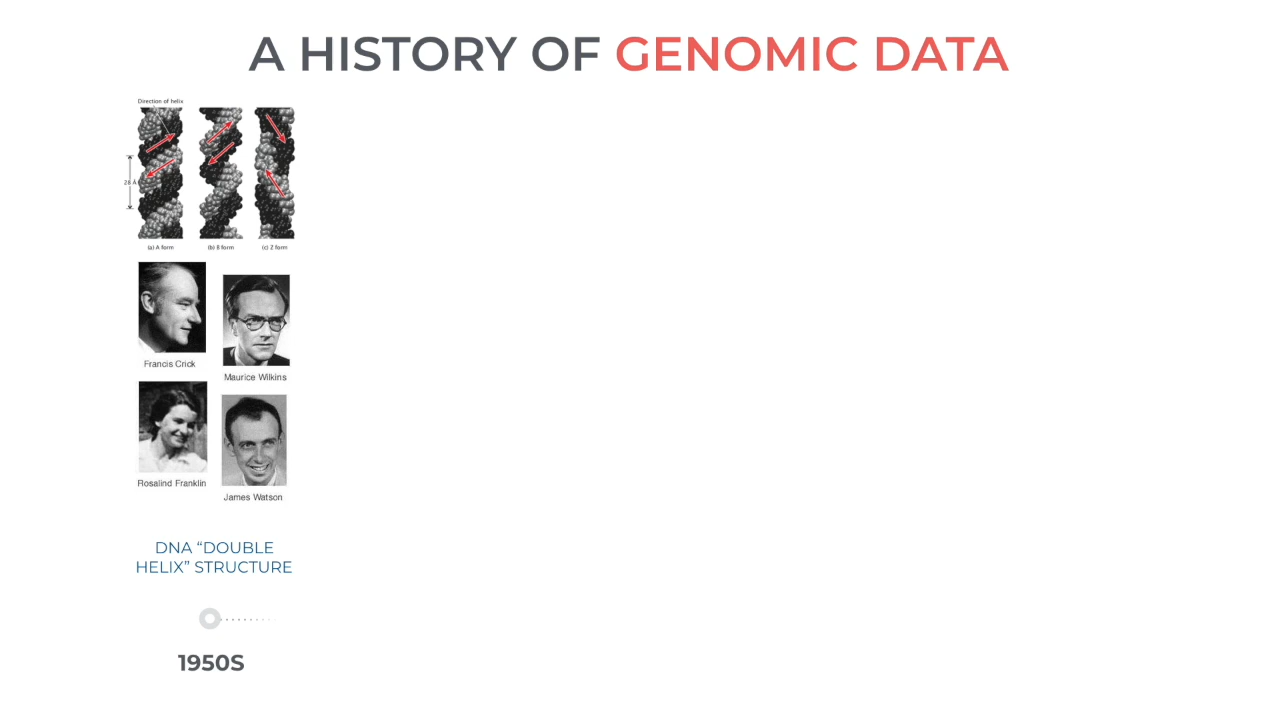 A HISTORY OF GENOMIC DATA
Direction of helix
28 Å
(a) A form
(b) B form
(c) Z form
Francis Crick
Maurice Wilkins
Rosalind Franklin
James Watson
DNA “DOUBLE
HELIX” STRUCTURE
1950S